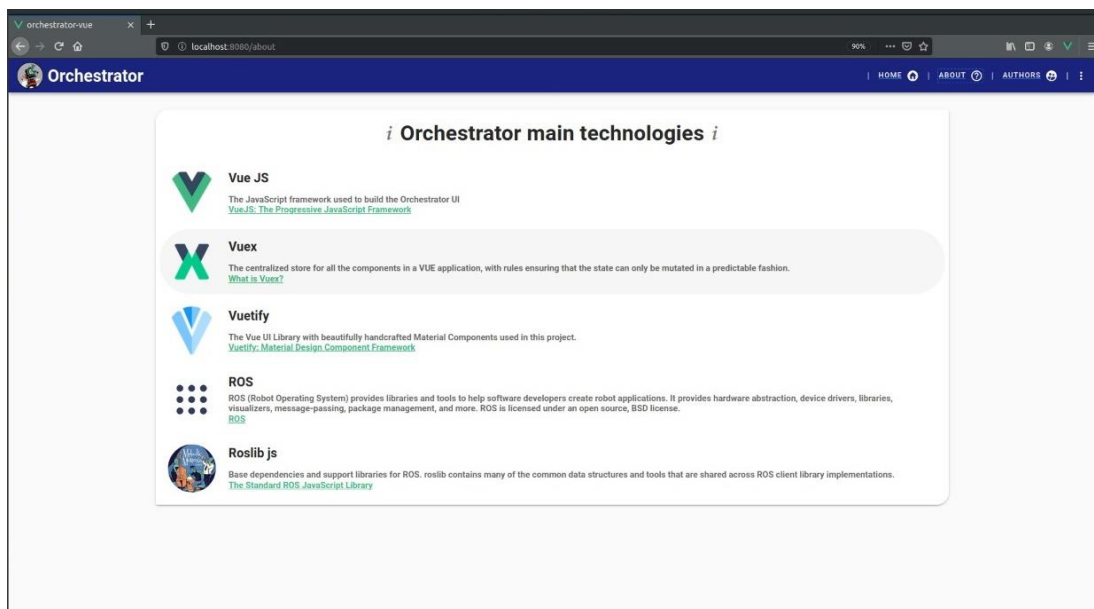 orchestrator-vue
localhost:8080/about
90%
Orchestrator
| HOME | ABOUT | AUTHORS |
i Orchestrator main technologies i
Vue JS
The JavaScript framework used to build the Orchestrator UI
VueJS: The Progressive JavaScript Framework
Vuex
The centralized store for all the components in a VUE application, with rules ensuring that the state can only be mutated in a predictable fashion.
What is Vuex?
Vuetify
The Vue UI Library with beautifully handcrafted Material Components used in this project.
Vuetify: Material Design Component Framework
ROS
ROS (Robot Operating System) provides libraries and tools to help software developers create robot applications. It provides hardware abstraction, device drivers, libraries,
visualizers, message-passing, package management, and more. ROS is licensed under an open source, BSD license.
ROS
Roslib js
Base dependencies and support libraries for ROS. roslib contains many of the common data structures and tools that are shared across ROS client library implementations.
The Standard ROS JavaScript Library